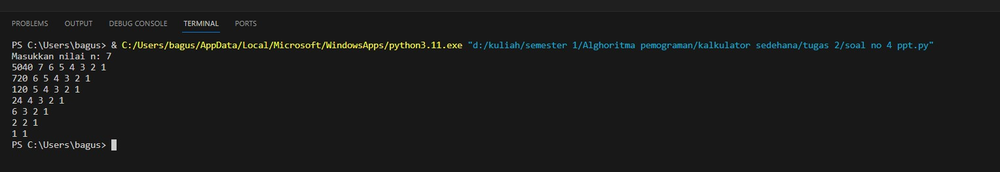 PROBLEMS OUTPUT DEBUG CONSOLE TERMINAL PORTS
PS C:\Users\bagus> & C:/Users/bagus/AppData/Local/Microsoft/WindowsApps/python3.11.exe "d:/kuliah/semester 1/Alghoritma pemograman/kalkulator sedehana/tugas 2/soal no 4 ppt.py"
Masukkan nilai n: 7
5040 7 6 5 4 3 2 1
720 6 5 4 3 2 1
120 5 4 3 2 1
24 4 3 2 1
6 3 2 1
2 2 1
1 1
PS C:\Users\bagus>